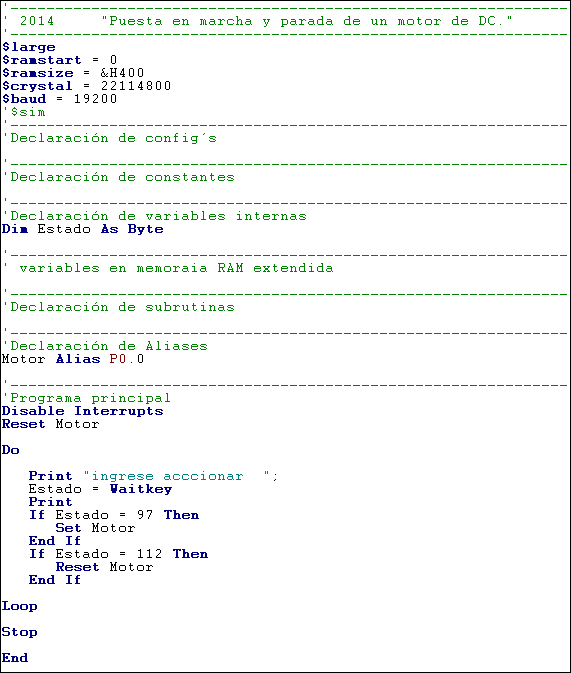 '--------------------------------------------------------------
' 2014     "Puesta en marcha y parada de un motor de DC."
'--------------------------------------------------------------
$large
$ramstart = 0
$ramsize = &H400
$crystal = 22114800
$baud = 19200
'$sim
'--------------------------------------------------------------
'Declaración de config´s
'--------------------------------------------------------------
'Declaración de constantes
'--------------------------------------------------------------
'Declaración de variables internas
Dim Estado As Byte
'--------------------------------------------------------------
' variables en memoraia RAM extendida
'--------------------------------------------------------------
'Declaración de subrutinas
'--------------------------------------------------------------
'Declaración de Aliases
Motor Alias P0.0
'--------------------------------------------------------------
'Programa principal
Disable Interrupts
Reset Motor
Do
   Print "ingrese acccionar  ";
   Estado = Waitkey
   Print
   If Estado = 97 Then
      Set Motor
   End If
   If Estado = 112 Then
      Reset Motor
   End If
Loop
Stop
End